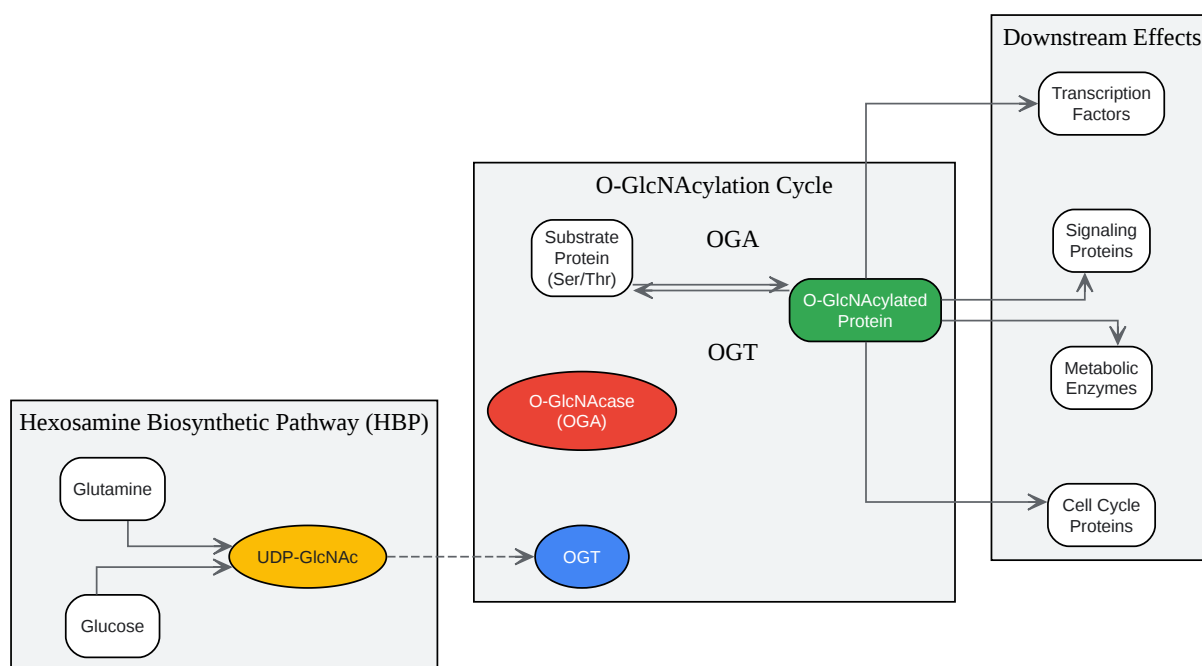 Hexosamine Biosynthetic Pathway (HBP)
Glutamine
UDP-GlcNAc
Glucose
O-GlcNAcylation Cycle
Substrate
Protein
(Ser/Thr)
OGA
O-GlcNAcylated
Protein
OGT
O-GlcNAcase
(OGA)
OGT
Downstream Effects
Transcription
Factors
Signaling
Proteins
Metabolic
Enzymes
Cell Cycle
Proteins